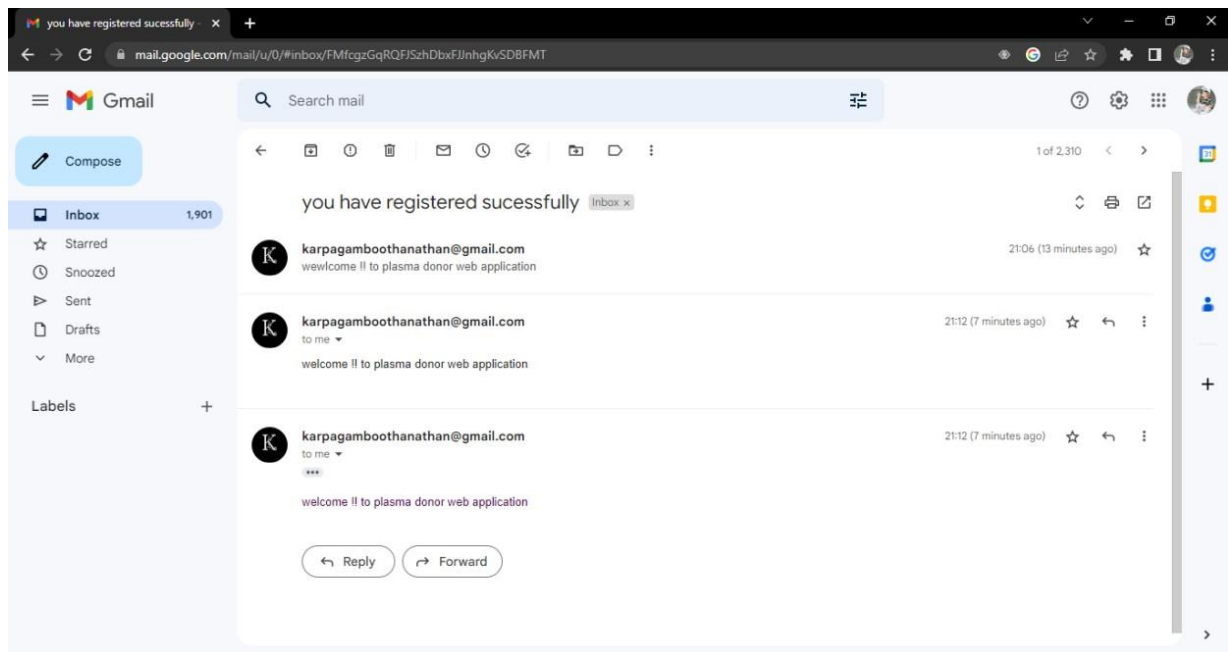 you have registered sucessfully -
mail.google.com/mail/u/0/#inbox/FMfcgzGqRQFJSzhDbxFJJnhgKvSDBFMT
Gmail
Search mail
Compose
1 of 2,310
Inbox 1,901
Starred
Snoozed
Sent
Drafts
More
Labels
you have registered sucessfully Inbox x
K
karpagamboothanathan@gmail.com 21:06 (13 minutes ago)
wewlcome !! to plasma donor web application
K
karpagamboothanathan@gmail.com 21:12 (7 minutes ago)
to me
welcome !! to plasma donor web application
K
karpagamboothanathan@gmail.com 21:12 (7 minutes ago)
to me
welcome !! to plasma donor web application
Reply Forward
31